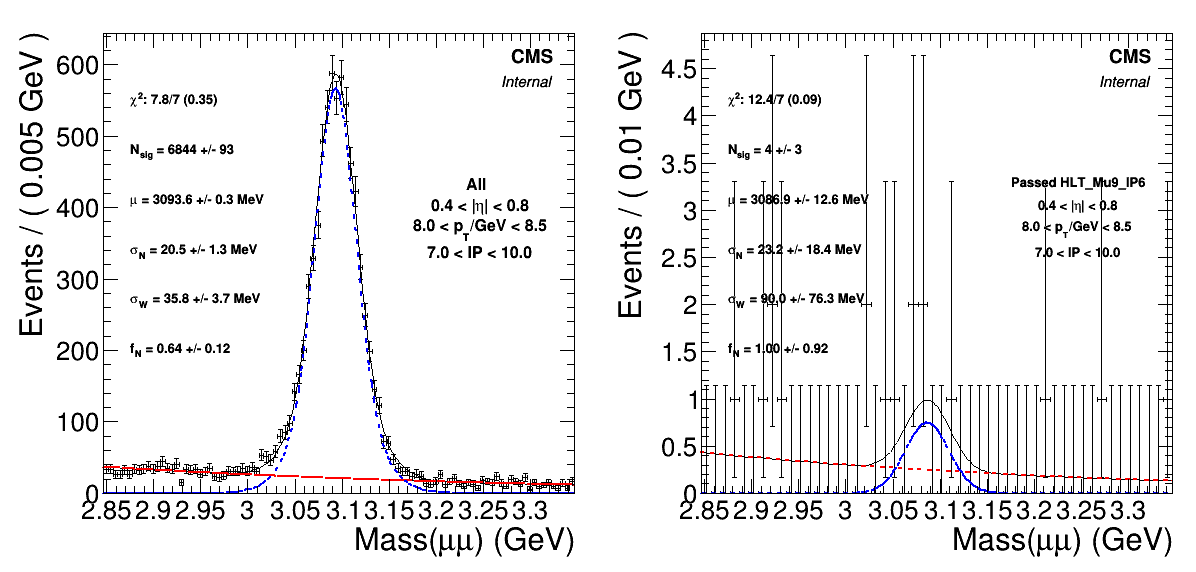 CMS
Internal
χ²: 7.8/7 (0.35)
N_sig = 6844 +/- 93
μ = 3093.6 +/- 0.3 MeV
σ_N = 20.5 +/- 1.3 MeV
σ_W = 35.8 +/- 3.7 MeV
f_N = 0.64 +/- 0.12
All
0.4 < |η| < 0.8
8.0 < p_T/GeV < 8.5
7.0 < IP < 10.0
Events / ( 0.005 GeV )
600
500
400
300
200
100
0
2.85 2.9 2.95 3 3.05 3.1 3.15 3.2 3.25 3.3
Mass(μμ) (GeV)
CMS
Internal
χ²: 12.4/7 (0.09)
N_sig = 4 +/- 3
μ = 3086.9 +/- 12.6 MeV
σ_N = 23.2 +/- 18.4 MeV
σ_W = 90.0 +/- 76.3 MeV
f_N = 1.00 +/- 0.92
Passed HLT_Mu9_IP6
0.4 < |η| < 0.8
8.0 < p_T/GeV < 8.5
7.0 < IP < 10.0
Events / ( 0.01 GeV )
4.5
4
3.5
3
2.5
2
1.5
1
0.5
0
2.85 2.9 2.95 3 3.05 3.1 3.15 3.2 3.25 3.3
Mass(μμ) (GeV)